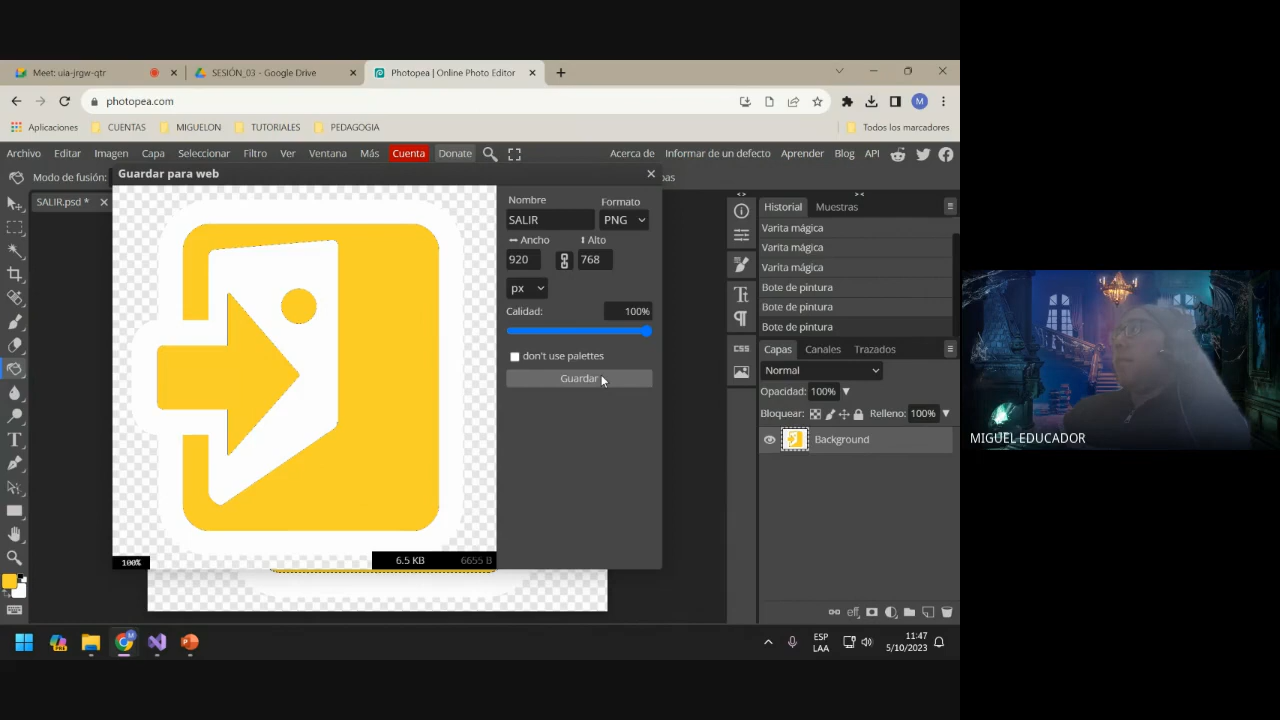 Meet: uia-jrgw-qtr
SESIÓN_03 - Google Drive
Photopea | Online Photo Editor
photopea.com
M
Aplicaciones
CUENTAS
MIGUELON
TUTORIALES
PEDAGOGIA
Todos los marcadores
Archivo Editar Imagen Capa Seleccionar Filtro Ver Ventana Más Cuenta Donate
Acerca de Informar de un defecto Aprender Blog API
Modo de fusión:
pas
SALIR.psd *
Guardar para web
Nombre
Formato
SALIR
PNG
Ancho
Alto
920
768
px
Calidad:
100%
don't use palettes
Guardar
100%
6.5 KB
6655 B
CSS
Historial Muestras
Varita mágica
Varita mágica
Varita mágica
Bote de pintura
Bote de pintura
Bote de pintura
Capas Canales Trazados
Normal
Opacidad: 100%
Bloquear:
Relleno: 100%
Background
eff
MIGUEL EDUCADOR
PRE
ESP
LAA
11:47
5/10/2023